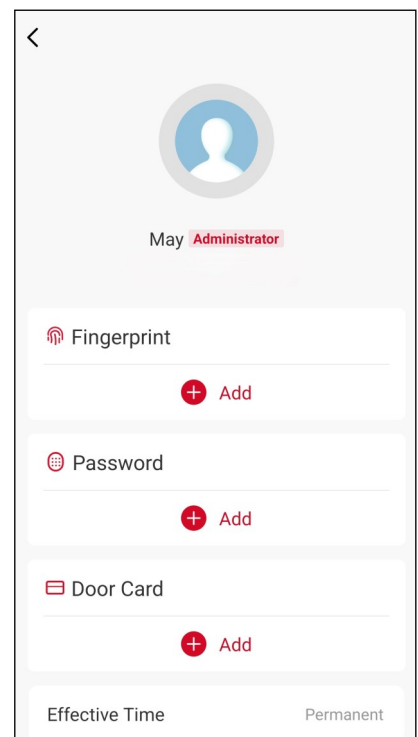 May Administrator
Fingerprint
Add
Password
Add
Door Card
Add
Effective Time Permanent